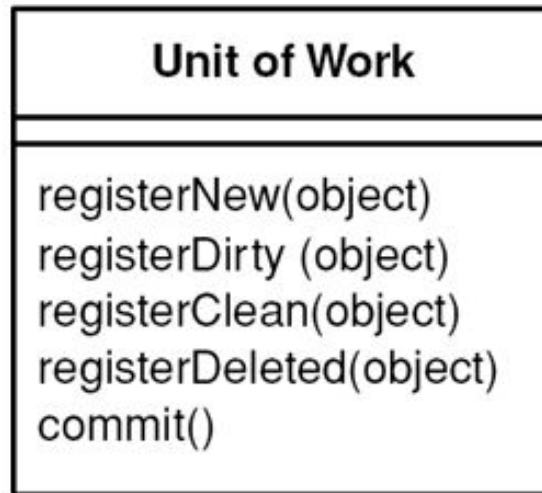 Unit of Work
registerNew(object)
registerDirty (object)
registerClean(object)
registerDeleted(object)
commit()